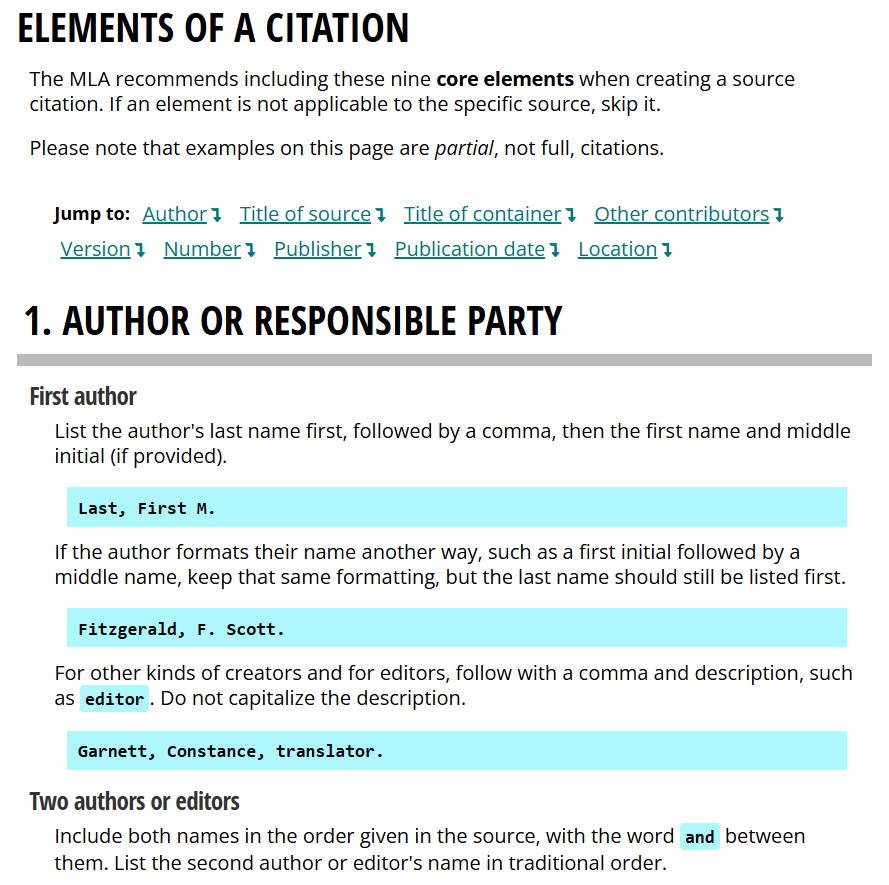 ELEMENTS OF A CITATION
The MLA recommends including these nine core elements when creating a source
citation. If an element is not applicable to the specific source, skip it.
Please note that examples on this page are partial, not full, citations.
Jump to: Author Title of source Title of container Other contributors
Version Number Publisher Publication date Location
1. AUTHOR OR RESPONSIBLE PARTY
First author
List the author's last name first, followed by a comma, then the first name and middle
initial (if provided).
Last, First M.
If the author formats their name another way, such as a first initial followed by a
middle name, keep that same formatting, but the last name should still be listed first.
Fitzgerald, F. Scott.
For other kinds of creators and for editors, follow with a comma and description, such
as editor. Do not capitalize the description.
Garnett, Constance, translator.
Two authors or editors
Include both names in the order given in the source, with the word and between
them. List the second author or editor's name in traditional order.